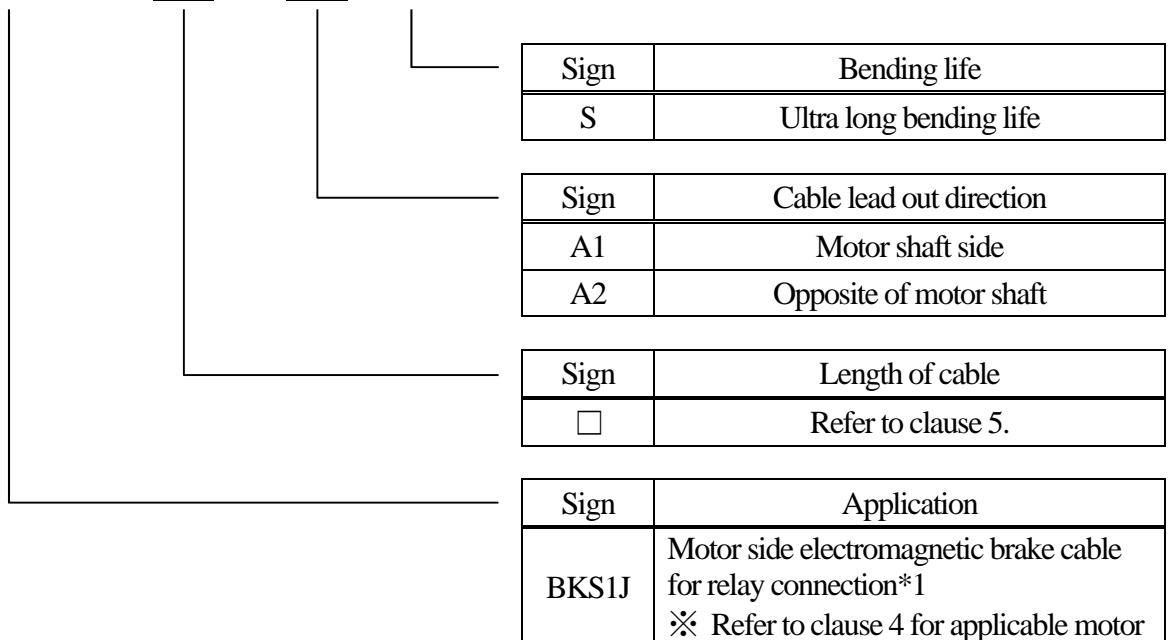 Sign Bending life
S Ultra long bending life
Sign Cable lead out direction
A1 Motor shaft side
A2 Opposite of motor shaft
Sign Length of cable
□ Refer to clause 5.
Sign Application
BKS1J Motor side electromagnetic brake cable
for relay connection*1
※ Refer to clause 4 for applicable motor